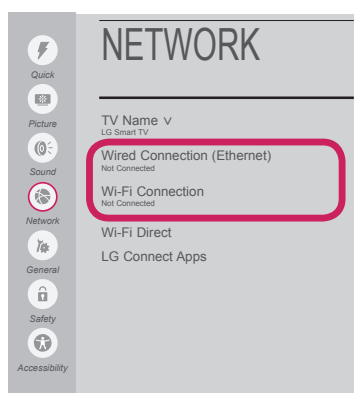 NETWORK
Quick
Picture
Sound
Network
General
Safety
Accessibility
TV Name ∨
LG Smart TV
Wired Connection (Ethernet)
Not Connected
Wi-Fi Connection
Not Connected
Wi-Fi Direct
LG Connect Apps